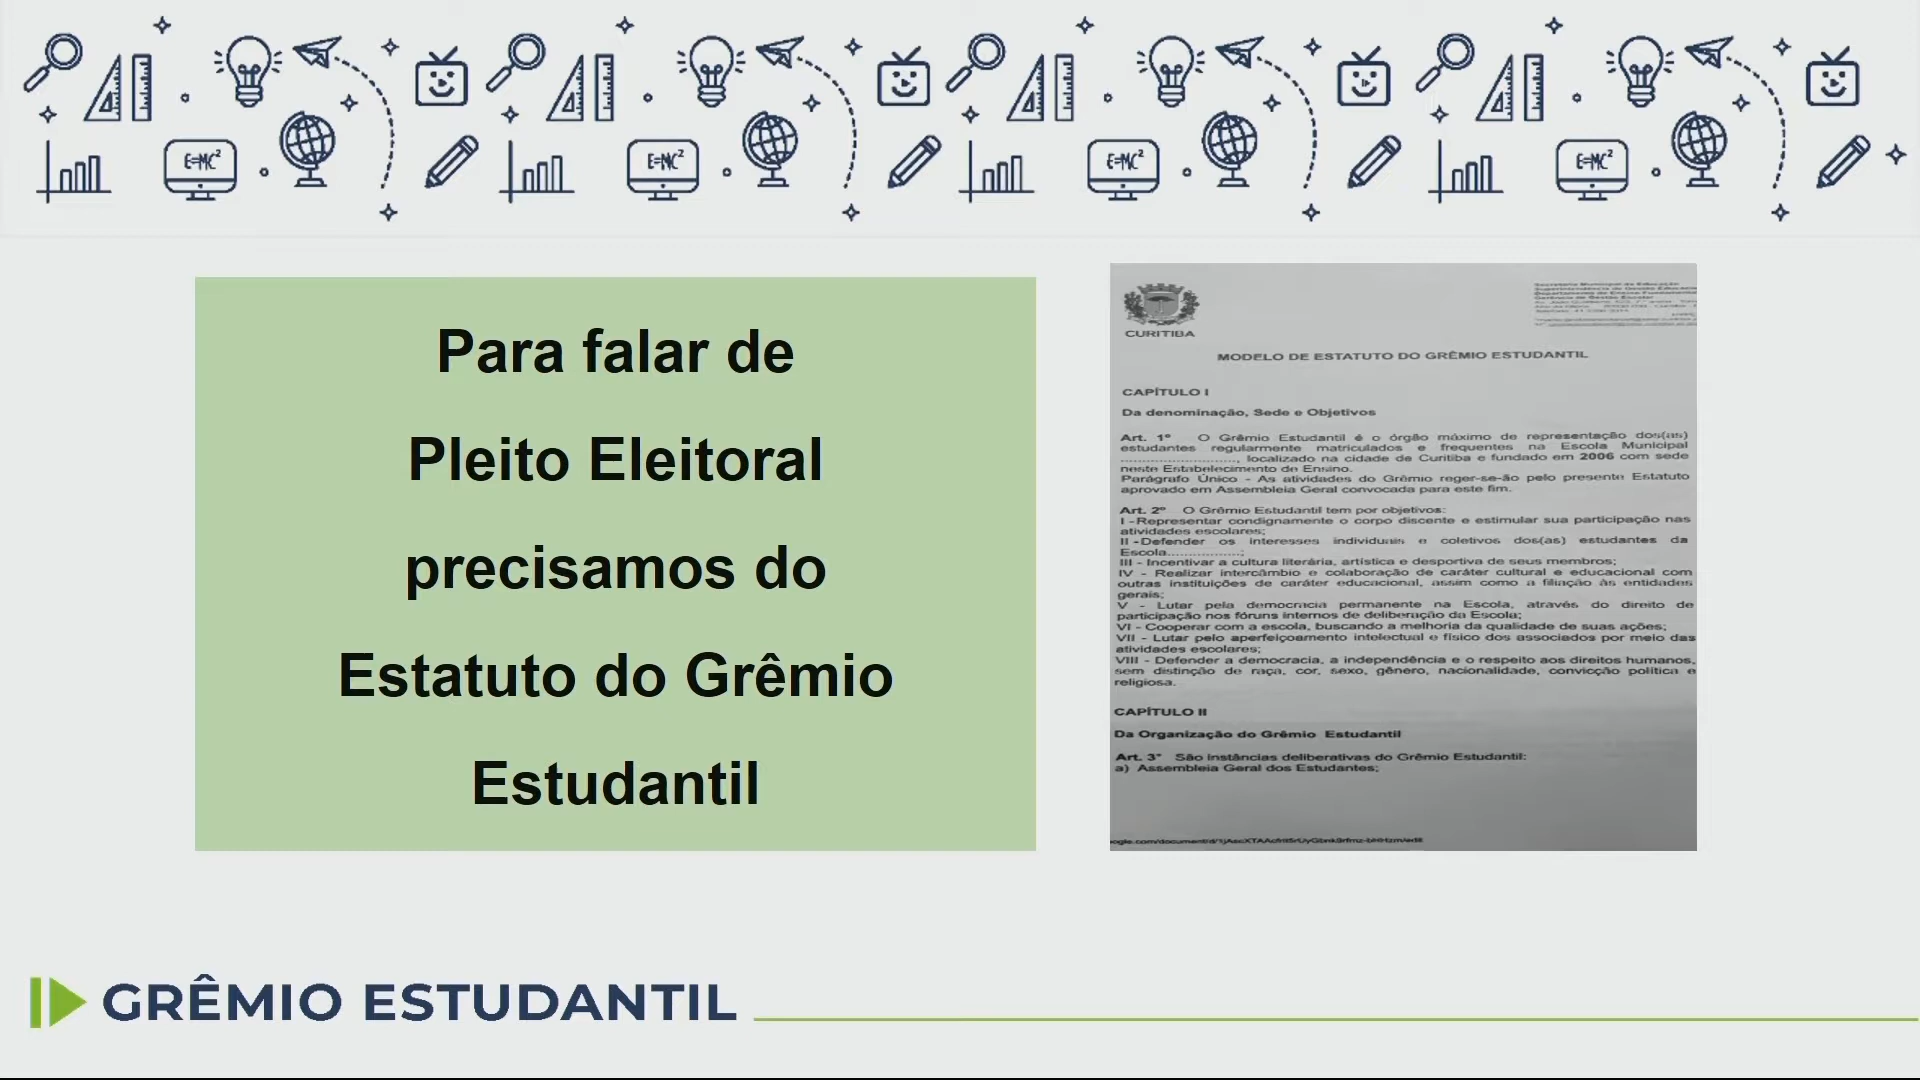 E=MC²
E=MC²
E=MC²
E=MC²
Para falar de
Pleito Eleitoral
precisamos do
Estatuto do Grêmio
Estudantil
CURITIBA
Secretaria Municipal da Educação
MODELO DE ESTATUTO DO GRÊMIO ESTUDANTIL
CAPÍTULO I
Da denominação, Sede e Objetivos
Art. 1º O Grêmio Estudantil é o órgão máximo de representação dos(as)
estudantes regularmente matriculados e frequentes na Escola Municipal
......................., localizado na cidade de Curitiba e fundado em 2006 com sede
neste Estabelecimento de Ensino.
Parágrafo Único - As atividades do Grêmio reger-se-ão pelo presente Estatuto
aprovado em Assembleia Geral convocada para este fim.
Art. 2º O Grêmio Estudantil tem por objetivos:
I -Representar condignamente o corpo discente e estimular sua participação nas
atividades escolares;
II -Defender os interesses individuais e coletivos dos(as) estudantes da
Escola..................;
III - Incentivar a cultura literária, artística e desportiva de seus membros;
IV - Realizar intercâmbio e colaboração de caráter cultural e educacional com
outras instituições de caráter educacional, assim como a filiação às entidades
gerais;
V - Lutar pela democracia permanente na Escola, através do direito de
participação nos fóruns internos de deliberação da Escola;
VI - Cooperar com a escola, buscando a melhoria da qualidade de suas ações;
VII - Lutar pelo aperfeiçoamento intelectual e físico dos associados por meio das
atividades escolares;
VIII - Defender a democracia, a independência e o respeito aos direitos humanos,
sem distinção de raça, cor, sexo, gênero, nacionalidade, convicção política e
religiosa.
CAPÍTULO II
Da Organização do Grêmio Estudantil
Art. 3° São instâncias deliberativas do Grêmio Estudantil:
a) Assembleia Geral dos Estudantes;
GRÊMIO ESTUDANTIL